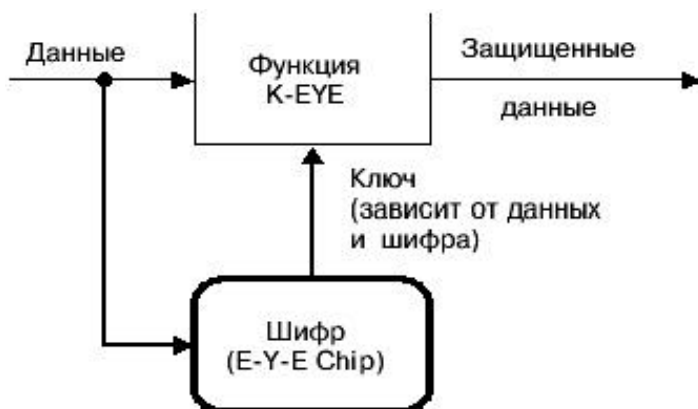 Данные
Функция
K-EYE
Защищенные
данные
Ключ
(зависит от данных
и шифра)
Шифр
(E-Y-E Chip)